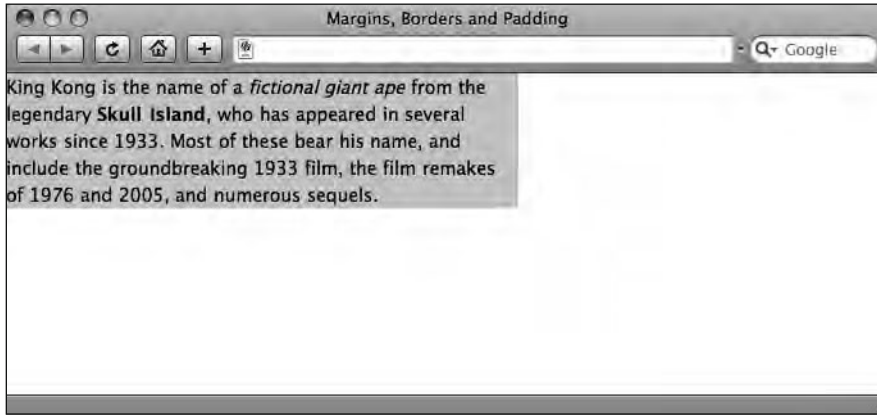 Margins, Borders and Padding
Google
King Kong is the name of a fictional giant ape from the
legendary Skull Island, who has appeared in several
works since 1933. Most of these bear his name, and
include the groundbreaking 1933 film, the film remakes
of 1976 and 2005, and numerous sequels.